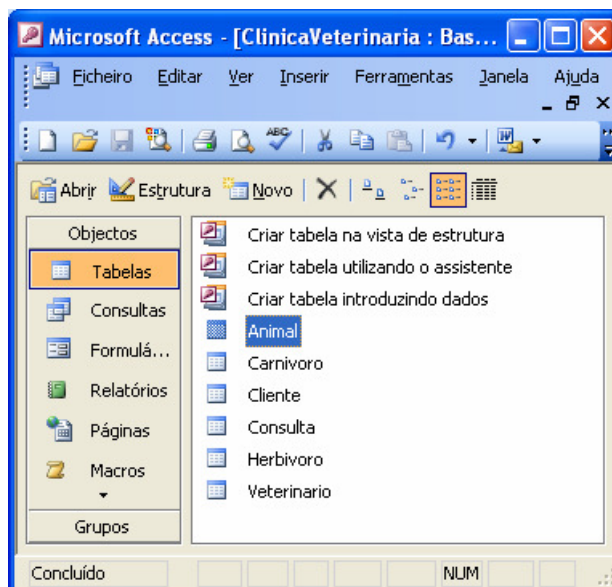 Microsoft Access - [ClinicaVeterinaria : Bas...
Ficheiro Editar Ver Inserir Ferramentas Janela Ajuda
ABC
Abrir Estrutura Novo
Objectos
Tabelas
Consultas
Formulá...
Relatórios
Páginas
Macros
Grupos
Criar tabela na vista de estrutura
Criar tabela utilizando o assistente
Criar tabela introduzindo dados
Animal
Carnivoro
Cliente
Consulta
Herbivoro
Veterinario
Concluído NUM